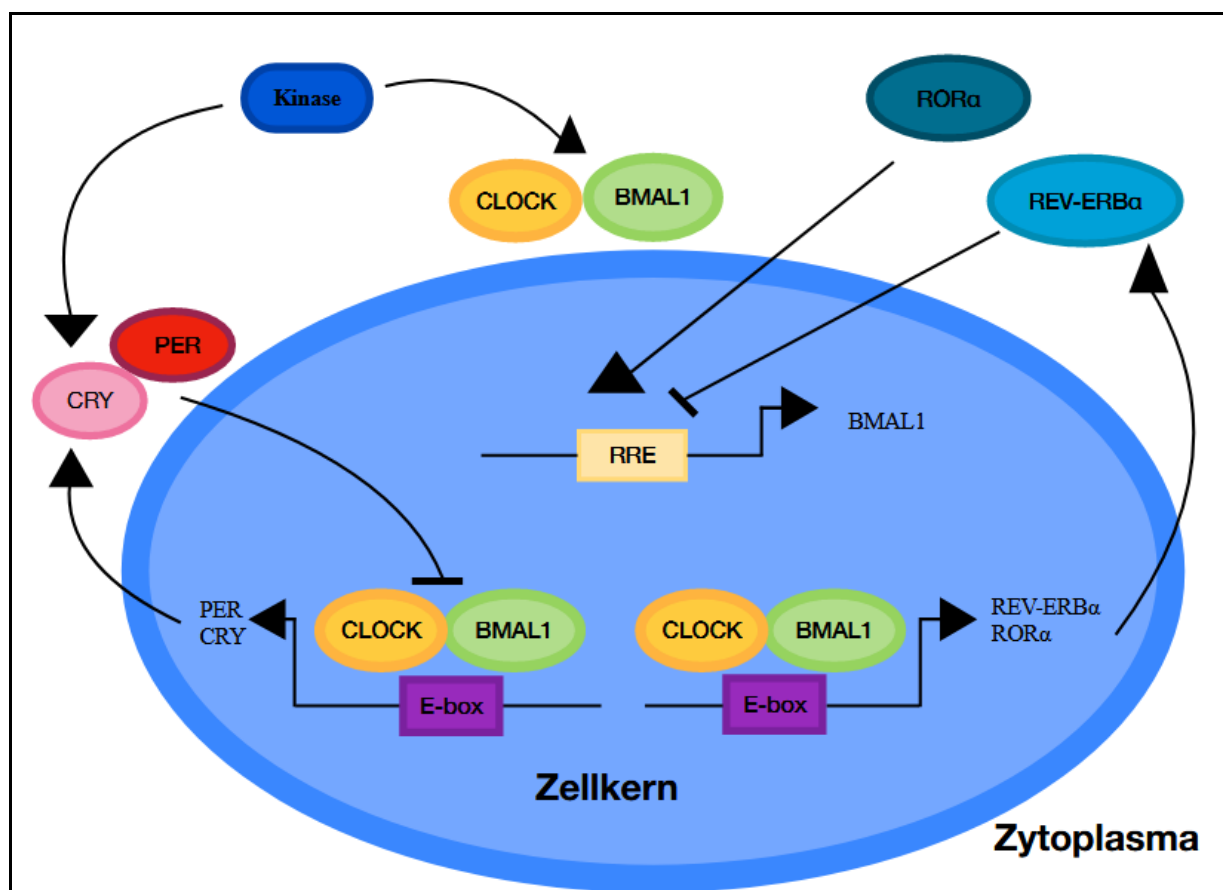 Kinase
RORα
CLOCK
BMAL1
REV-ERBα
PER
CRY
BMAL1
RRE
PER
CRY
CLOCK
BMAL1
CLOCK
BMAL1
REV-ERBα
RORα
E-box
E-box
Zellkern
Zytoplasma